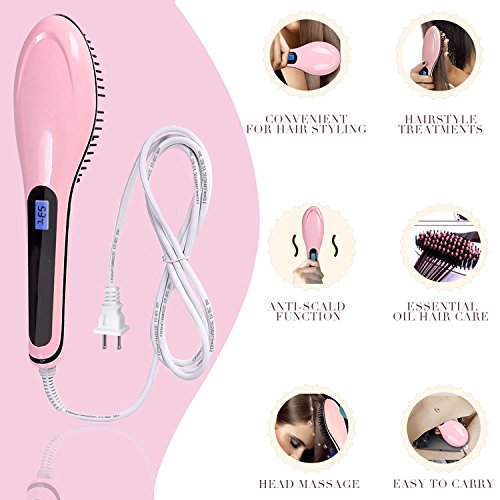 CONVENIENT
FOR HAIR STYLING
HAIRSTYLE
TREATMENTS
ANTI-SCALD
FUNCTION
ESSENTIAL
OIL HAIR CARE
HEAD MASSAGE
EASY TO CARRY